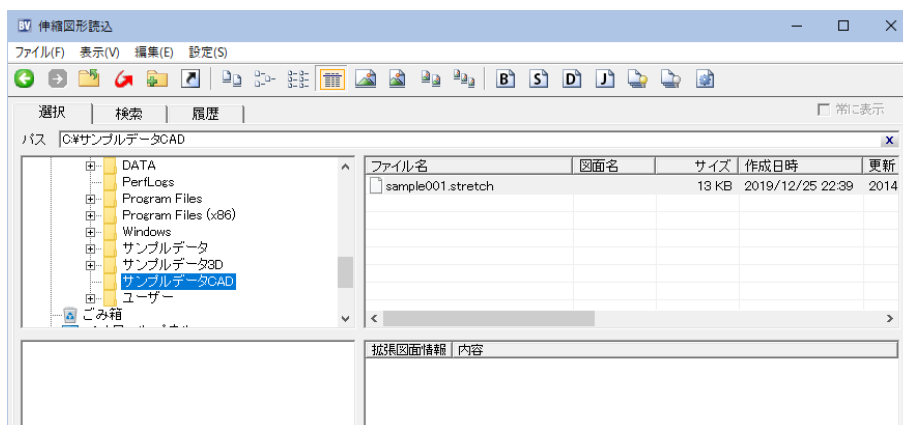 伸縮図形読込
ファイル(F) 表示(V) 編集(E) 設定(S)
B S D J
選択 検索 履歴 常に表示
パス C:¥サンプルデータCAD x
DATA
PerfLogs
Program Files
Program Files (x86)
Windows
サンプルデータ
サンプルデータ3D
サンプルデータCAD
ユーザー
ごみ箱
ファイル名 図面名 サイズ 作成日時 更新
sample001.stretch 13 KB 2019/12/25 22:39 2014
拡張図面情報 内容